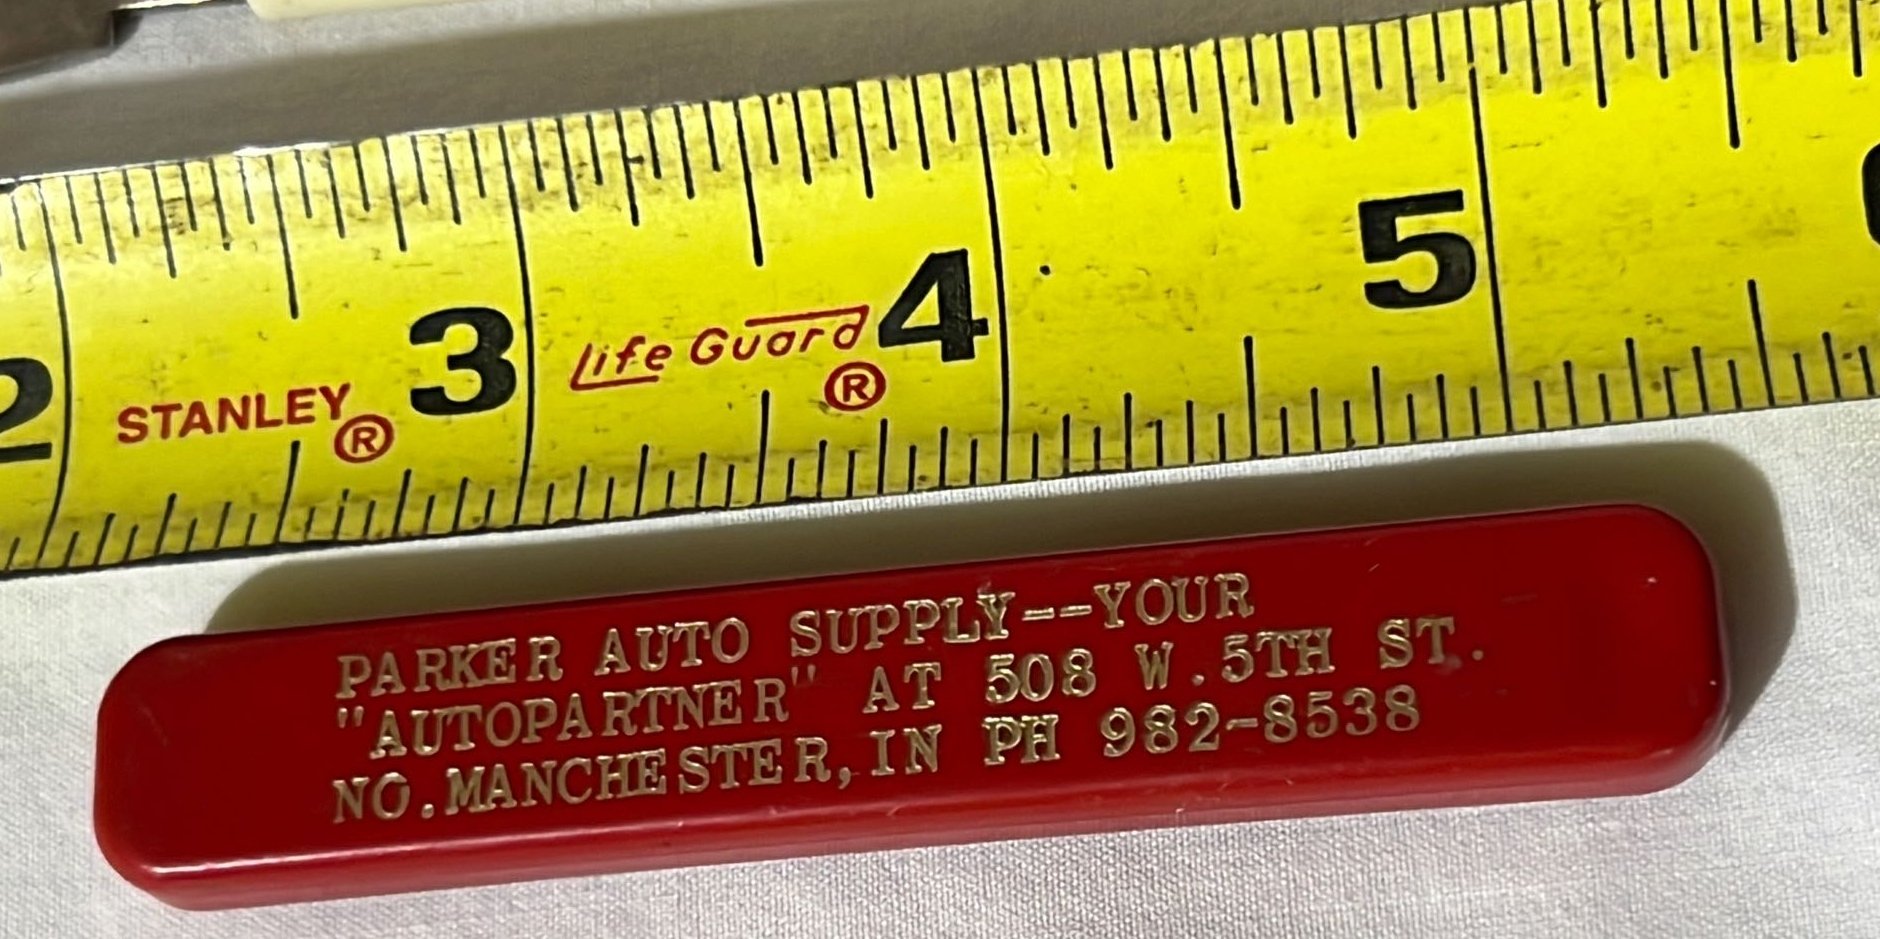 2 STANLEY® 3 Life Guard® 4 5
PARKER AUTO SUPPLY--YOUR
"AUTOPARTNER" AT 508 W.5TH ST.
NO.MANCHESTER,IN PH 982-8538